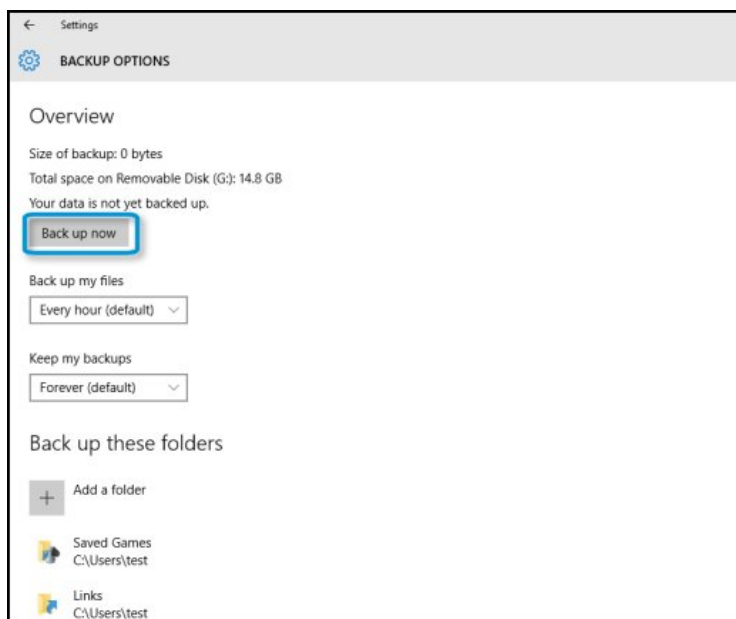 Settings
BACKUP OPTIONS
Overview
Size of backup: 0 bytes
Total space on Removable Disk (G:): 14.8 GB
Your data is not yet backed up.
Back up now
Back up my files
Every hour (default)
Keep my backups
Forever (default)
Back up these folders
Add a folder
Saved Games
C:\Users\test
Links
C:\Users\test